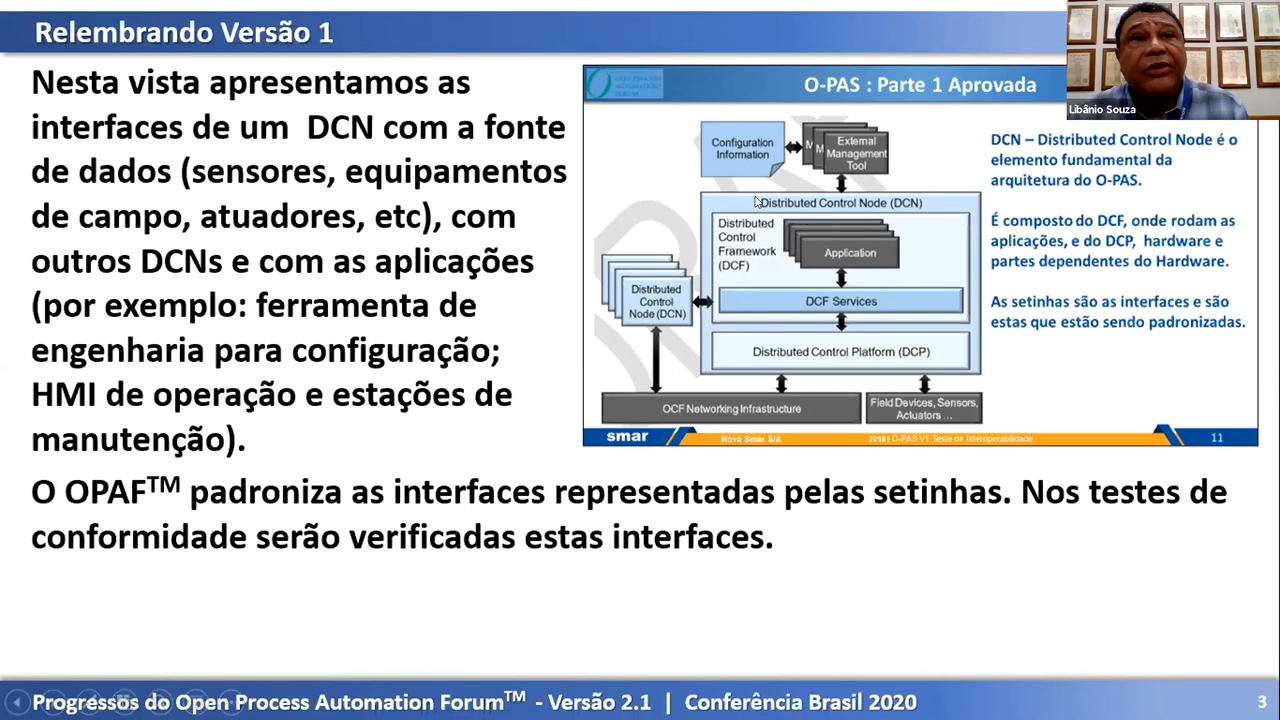 Relembrando Versão 1
Nesta vista apresentamos as
interfaces de um DCN com a fonte
de dados (sensores, equipamentos
de campo, atuadores, etc), com
outros DCNs e com as aplicações
(por exemplo: ferramenta de
engenharia para configuração;
HMI de operação e estações de
manutenção).
O OPAF™ padroniza as interfaces representadas pelas setinhas. Nos testes de
conformidade serão verificadas estas interfaces.
O-PAS : Parte 1 Aprovada
Configuration
Information
M
M
External
Management
Tool
Distributed Control Node (DCN)
Distributed
Control
Framework
(DCF)
Application
Distributed
Control
Node (DCN)
DCF Services
Distributed Control Platform (DCP)
OCF Networking Infrastructure
Field Devices, Sensors,
Actuators ...
DCN – Distributed Control Node é o
elemento fundamental da
arquitetura do O-PAS.
É composto do DCF, onde rodam as
aplicações, e do DCP, hardware e
partes dependentes do Hardware.
As setinhas são as interfaces e são
estas que estão sendo padronizadas.
smar
Nova Smar S/A
2019 | O-PAS V1 Teste de Interoperabilidade
11
Libânio Souza
Progressos do Open Process Automation Forum™ - Versão 2.1 | Conferência Brasil 2020
3